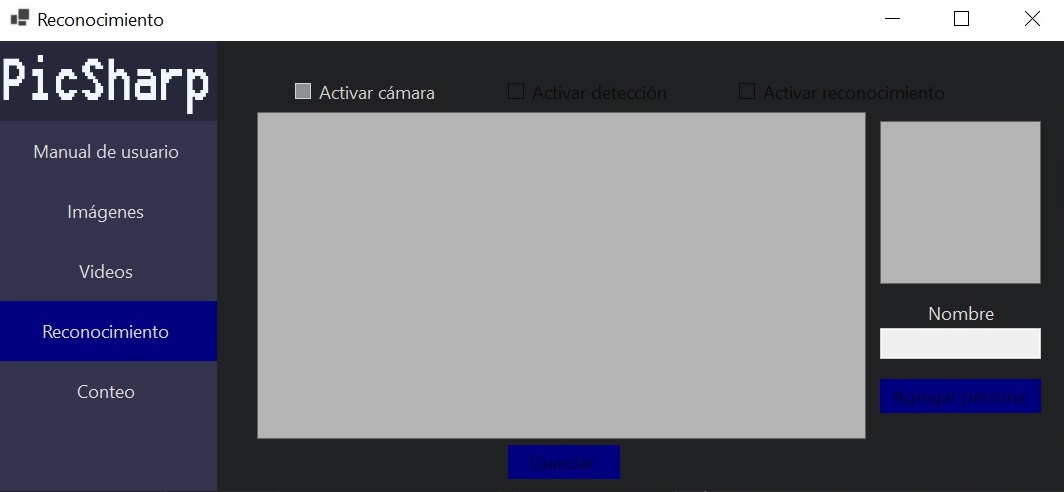 Reconocimiento
PicSharp
Manual de usuario
Imágenes
Videos
Reconocimiento
Conteo
Activar cámara
Activar detección
Activar reconocimiento
Nombre
Agregar persona
Guardar